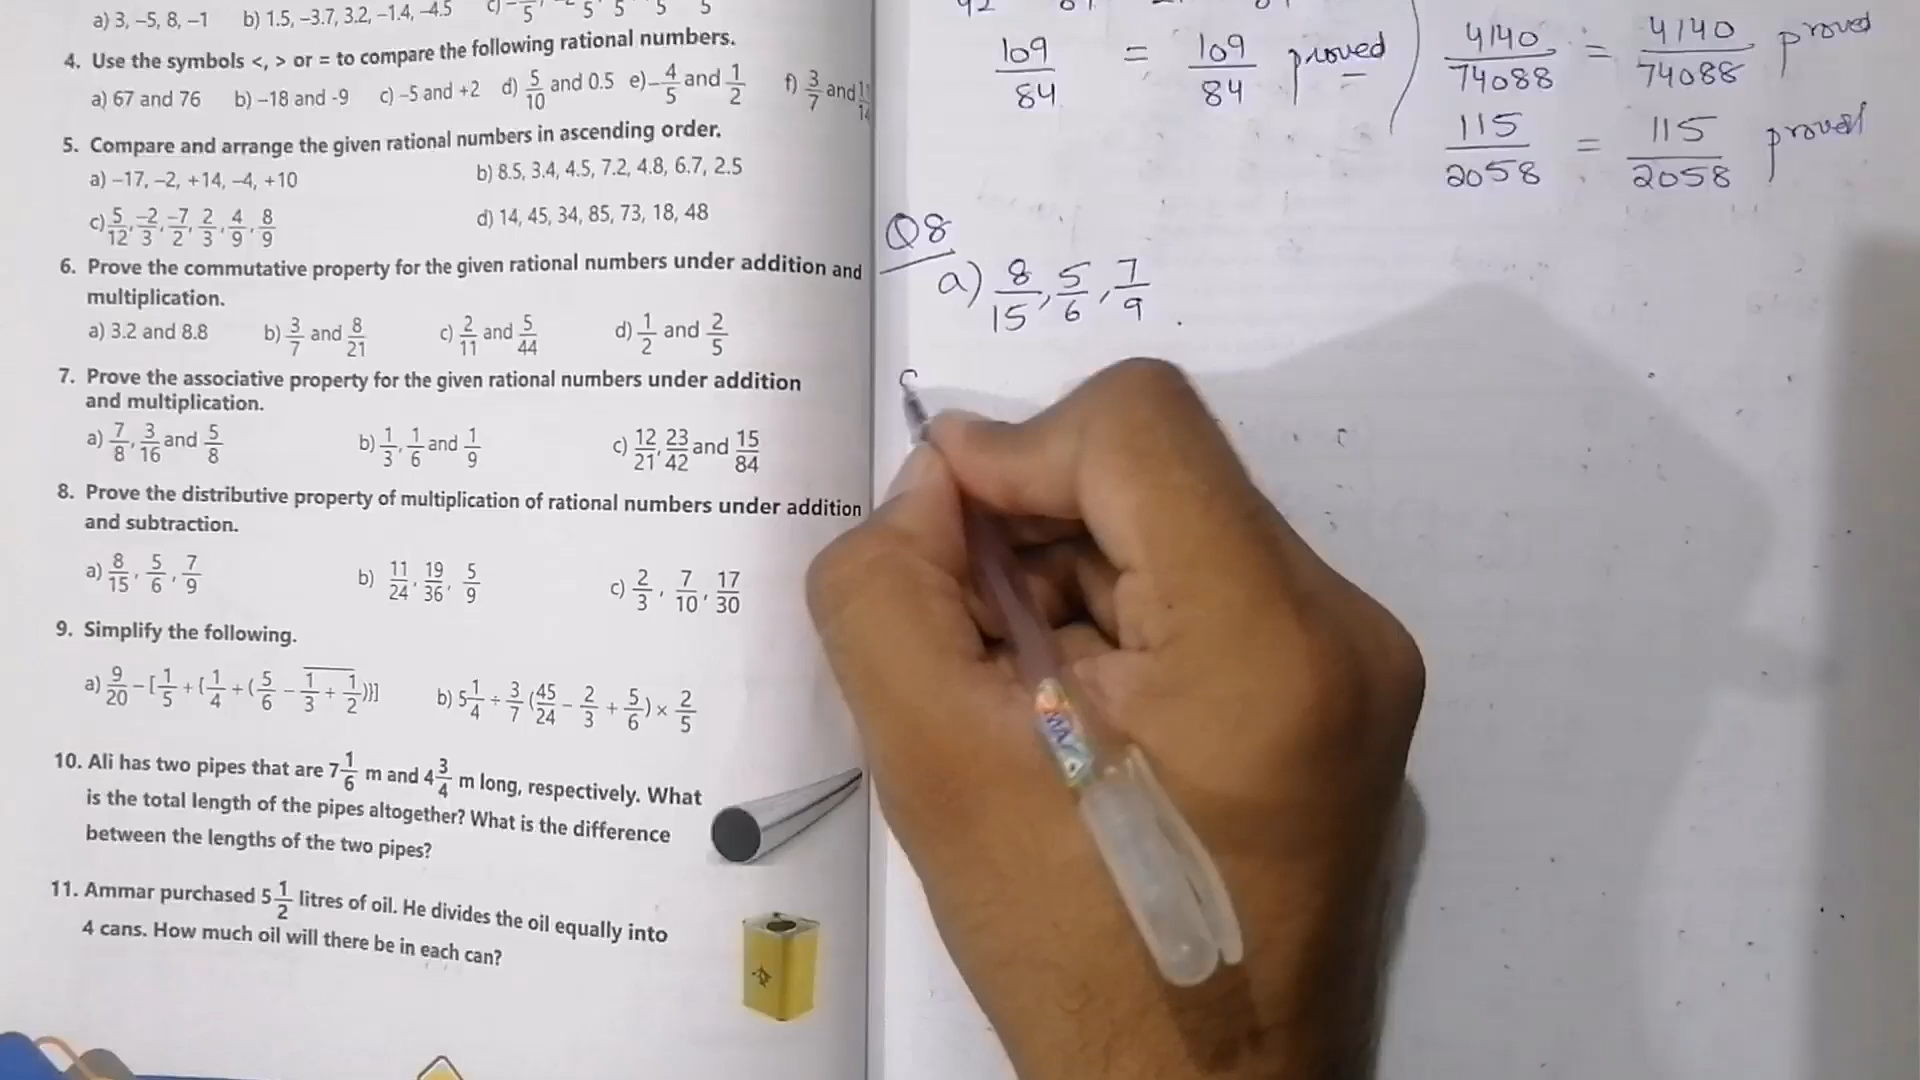 a) 3, –5, 8, –1 b) 1.5, –3.7, 3.2, –1.4, –4.5 c)
4. Use the symbols <, > or = to compare the following rational numbers.
a) 67 and 76 b) –18 and -9 c) –5 and +2 d) 5/10 and 0.5 e) –4/5 and 1/2 f) 3/7 and 11/14
5. Compare and arrange the given rational numbers in ascending order.
a) –17, –2, +14, –4, +10 b) 8.5, 3.4, 4.5, 7.2, 4.8, 6.7, 2.5
c) 5/12, –2/3, –7/2, 2/3, 4/9, 8/9 d) 14, 45, 34, 85, 73, 18, 48
6. Prove the commutative property for the given rational numbers under addition and
multiplication.
a) 3.2 and 8.8 b) 3/7 and 8/21 c) 2/11 and 5/44 d) 1/2 and 2/5
7. Prove the associative property for the given rational numbers under addition
and multiplication.
a) 7/8, 3/16 and 5/8 b) 1/3, 1/6 and 1/9 c) 12/21, 23/42 and 15/84
8. Prove the distributive property of multiplication of rational numbers under addition
and subtraction.
a) 8/15, 5/6, 7/9 b) 11/24, 19/36, 5/9 c) 2/3, 7/10, 17/30
9. Simplify the following.
a) 9/20 – [1/5 + {1/4 + (5/6 – 1/3 + 1/2)}] b) 5 1/4 ÷ 3/7 (45/24 – 2/3 + 5/6) × 2/5
10. Ali has two pipes that are 7 1/6 m and 4 3/4 m long, respectively. What
is the total length of the pipes altogether? What is the difference
between the lengths of the two pipes?
11. Ammar purchased 5 1/2 litres of oil. He divides the oil equally into
4 cans. How much oil will there be in each can?
109/84 = 109/84 proved
4140/74088 = 4140/74088 proved
115/2058 = 115/2058 proved
Q8
a) 8/15, 5/6, 7/9